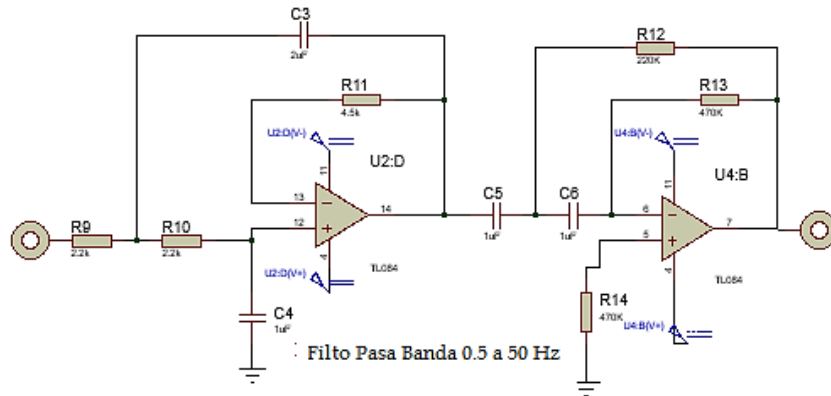 C3
2uF
R12
220K
R11
4.5k
R13
470K
U2:D(V-)
U4:B(V-)
U2:D
U4:B
11
11
13
12
14
C5
1uF
C6
1uF
6
5
7
R9
2.2k
R10
2.2k
4
4
U2:D(V+)
TL084
TL084
C4
1uF
R14
470K
U4:B(V+)
: Filto Pasa Banda 0.5 a 50 Hz